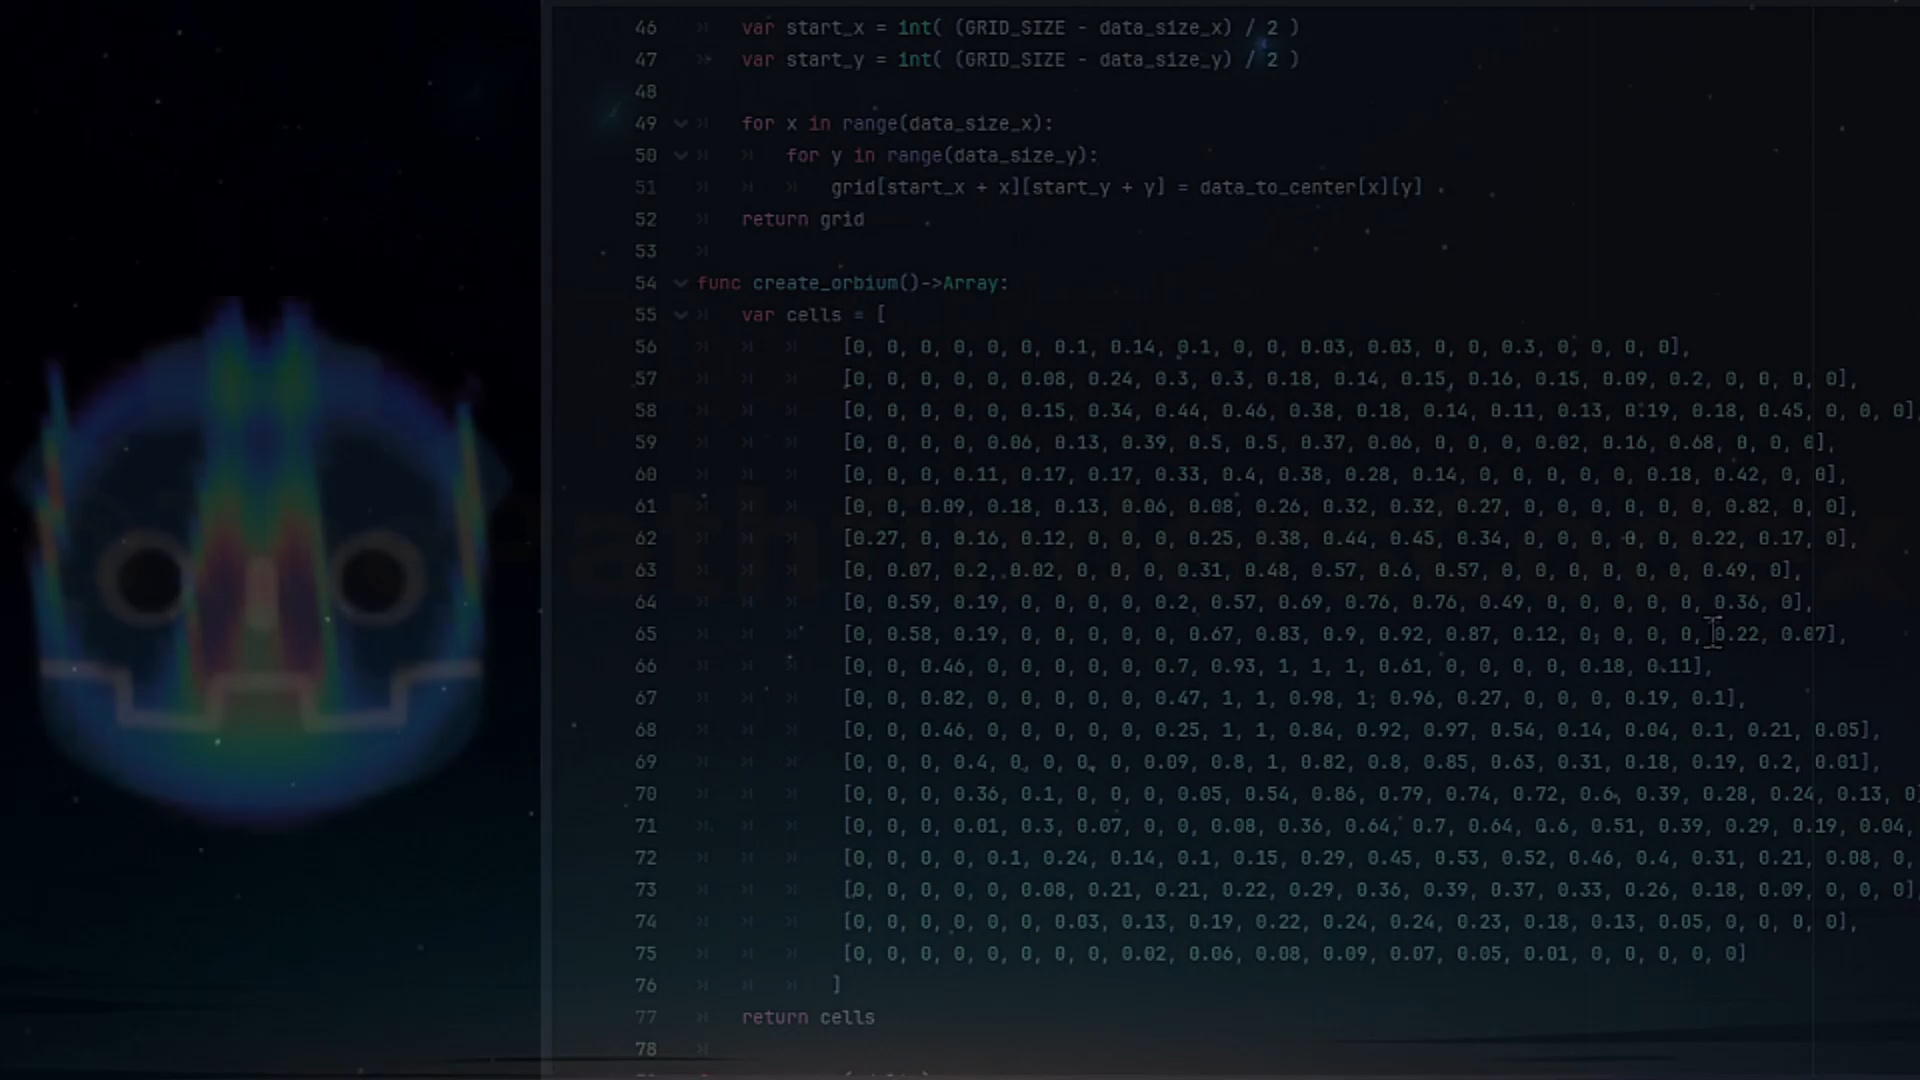 46 var start_x = int( (GRID_SIZE - data_size_x) / 2 )
47 var start_y = int( (GRID_SIZE - data_size_y) / 2 )
48
49 for x in range(data_size_x):
50 for y in range(data_size_y):
51 grid[start_x + x][start_y + y] = data_to_center[x][y]
52 return grid
53
54 func create_orbium()->Array:
55 var cells = [
56 [0, 0, 0, 0, 0, 0, 0.1, 0.14, 0.1, 0, 0, 0.03, 0.03, 0, 0, 0.3, 0, 0, 0, 0],
57 [0, 0, 0, 0, 0, 0.08, 0.24, 0.3, 0.3, 0.18, 0.14, 0.15, 0.16, 0.15, 0.09, 0.2, 0, 0, 0, 0],
58 [0, 0, 0, 0, 0.15, 0.34, 0.44, 0.46, 0.38, 0.18, 0.14, 0.11, 0.13, 0.19, 0.18, 0.45, 0, 0, 0]
59 [0, 0, 0, 0, 0.06, 0.13, 0.39, 0.5, 0.5, 0.37, 0.06, 0, 0, 0, 0.02, 0.16, 0.68, 0, 0, 0],
60 [0, 0, 0, 0.11, 0.17, 0.17, 0.33, 0.4, 0.38, 0.28, 0.14, 0, 0, 0, 0, 0, 0.18, 0.42, 0, 0],
61 [0, 0, 0.09, 0.18, 0.13, 0.06, 0.08, 0.26, 0.32, 0.32, 0.27, 0, 0, 0, 0, 0, 0, 0.82, 0, 0],
62 [0.27, 0, 0.16, 0.12, 0, 0, 0, 0.25, 0.38, 0.44, 0.45, 0.34, 0, 0, 0, 0, 0, 0.22, 0.17, 0],
63 [0, 0.07, 0.2, 0.02, 0, 0, 0, 0.31, 0.48, 0.57, 0.6, 0.57, 0, 0, 0, 0, 0, 0, 0.49, 0],
64 [0, 0.59, 0.19, 0, 0, 0, 0, 0.2, 0.57, 0.69, 0.76, 0.76, 0.49, 0, 0, 0, 0, 0, 0.36, 0],
65 [0, 0.58, 0.19, 0, 0, 0, 0, 0, 0.67, 0.83, 0.9, 0.92, 0.87, 0.12, 0, 0, 0, 0, 0.22, 0.07],
66 [0, 0, 0.46, 0, 0, 0, 0, 0, 0.7, 0.93, 1, 1, 1, 0.61, 0, 0, 0, 0, 0.18, 0.11],
67 [0, 0, 0.82, 0, 0, 0, 0, 0, 0.47, 1, 1, 0.98, 1, 0.96, 0.27, 0, 0, 0, 0.19, 0.1],
68 [0, 0, 0.46, 0, 0, 0, 0, 0, 0.25, 1, 1, 0.84, 0.92, 0.97, 0.54, 0.14, 0.04, 0.1, 0.21, 0.05],
69 [0, 0, 0, 0.4, 0, 0, 0, 0, 0.09, 0.8, 1, 0.82, 0.8, 0.85, 0.63, 0.31, 0.18, 0.19, 0.2, 0.01],
70 [0, 0, 0, 0.36, 0.1, 0, 0, 0, 0.05, 0.54, 0.86, 0.79, 0.74, 0.72, 0.6, 0.39, 0.28, 0.24, 0.13, 0
71 [0, 0, 0, 0.01, 0.3, 0.07, 0, 0, 0.08, 0.36, 0.64, 0.7, 0.64, 0.6, 0.51, 0.39, 0.29, 0.19, 0.04,
72 [0, 0, 0, 0, 0.1, 0.24, 0.14, 0.1, 0.15, 0.29, 0.45, 0.53, 0.52, 0.46, 0.4, 0.31, 0.21, 0.08, 0,
73 [0, 0, 0, 0, 0, 0.08, 0.21, 0.21, 0.22, 0.29, 0.36, 0.39, 0.37, 0.33, 0.26, 0.18, 0.09, 0, 0, 0]
74 [0, 0, 0, 0, 0, 0, 0.03, 0.13, 0.19, 0.22, 0.24, 0.24, 0.23, 0.18, 0.13, 0.05, 0, 0, 0, 0],
75 [0, 0, 0, 0, 0, 0, 0, 0, 0.02, 0.06, 0.08, 0.09, 0.07, 0.05, 0.01, 0, 0, 0, 0, 0]
76 ]
77 return cells
78